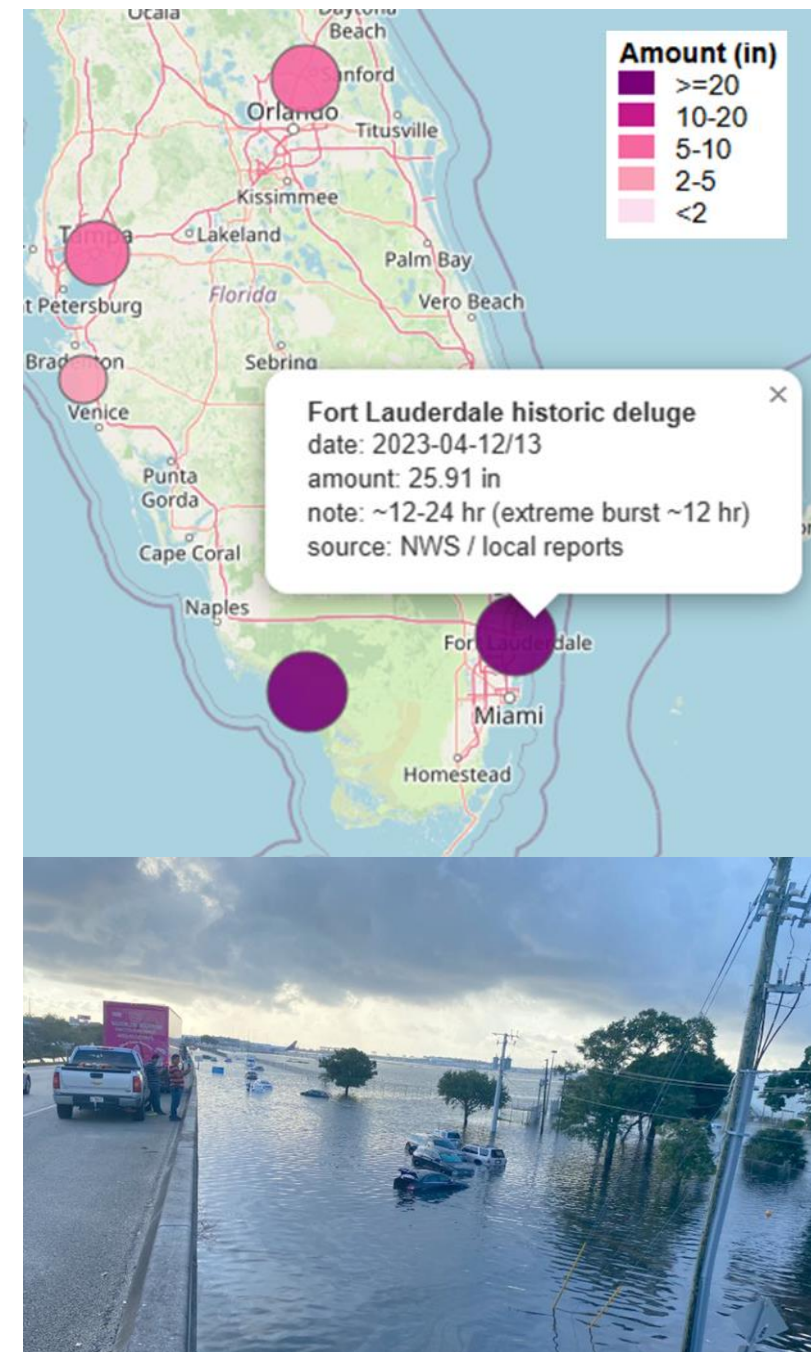 Ocala
Daytona
Beach
Sanford
Orlando
Titusville
Kissimmee
Tampa
Lakeland
Palm Bay
t Petersburg
Florida
Vero Beach
Bradenton
Sebring
Venice
Punta
Gorda
Cape Coral
Naples
Fort Lauderdale
Miami
Homestead
Amount (in)
>=20
10-20
5-10
2-5
<2
Fort Lauderdale historic deluge
date: 2023-04-12/13
amount: 25.91 in
note: ~12-24 hr (extreme burst ~12 hr)
source: NWS / local reports